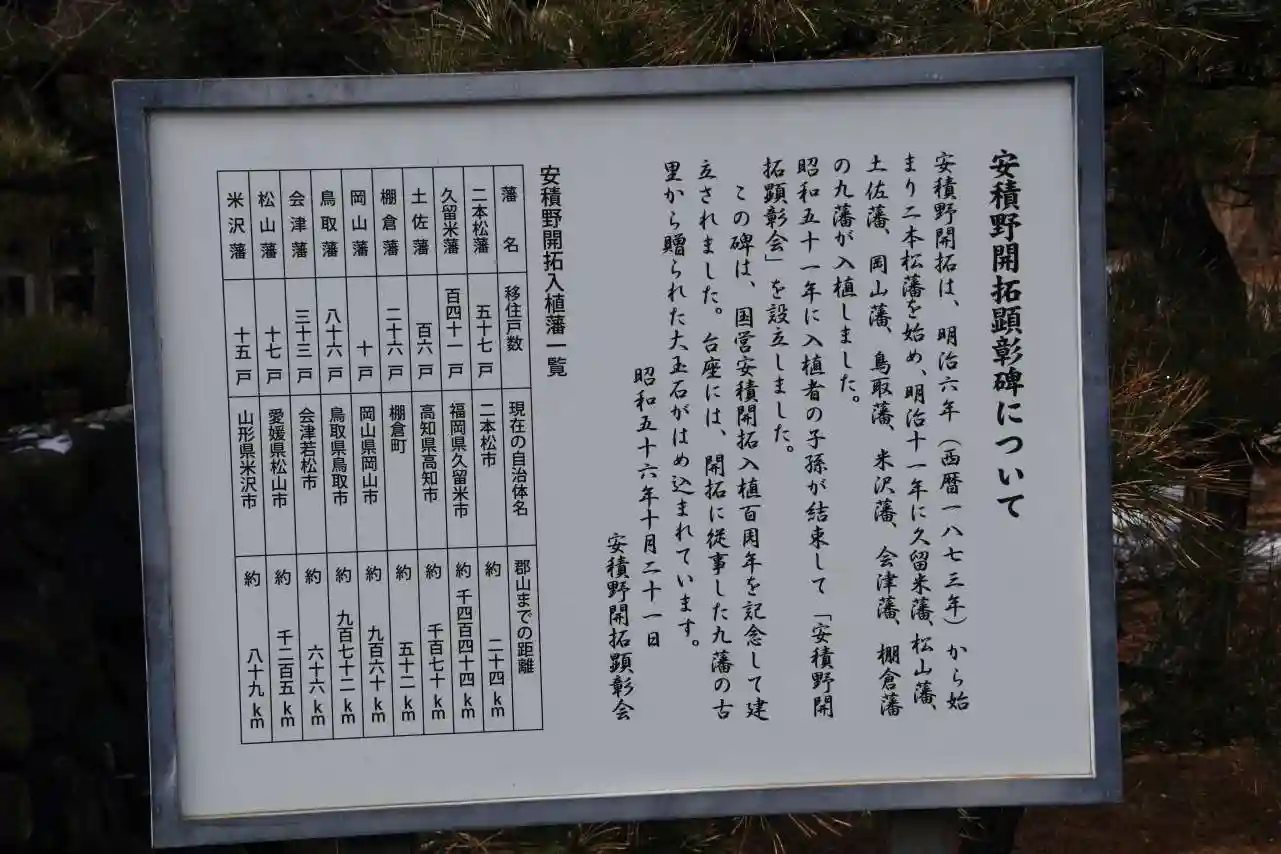 安積野開拓顕彰碑について
安積野開拓は、明治六年（西暦一八七三年）から始
まり二本松藩を始め、明治十一年に久留米藩、松山藩、
土佐藩、岡山藩、鳥取藩、米沢藩、会津藩、棚倉藩
の九藩が入植しました。
昭和五十一年に入植者の子孫が結束して「安積野開
拓顕彰会」を設立しました。
この碑は、国営安積開拓入植百周年を記念して建
立されました。台座には、開拓に従事した九藩の古
里から贈られた大玉石がはめ込まれています。
昭和五十六年十月二十一日
安積野開拓顕彰会
安積野開拓入植藩一覧
藩名 移住戸数 現在の自治体名 郡山までの距離
二本松藩 五十七戸 二本松市 約二十四km
久留米藩 百四十一戸 福岡県久留米市 約千四百四十四km
土佐藩 百六戸 高知県高知市 約千百七十km
棚倉藩 二十六戸 棚倉町 約五十二km
岡山藩 十戸 岡山県岡山市 約九百六十km
鳥取藩 八十六戸 鳥取県鳥取市 約九百七十二km
会津藩 三十三戸 会津若松市 約六十六km
松山藩 十七戸 愛媛県松山市 約千二百五km
米沢藩 十五戸 山形県米沢市 約八十九km